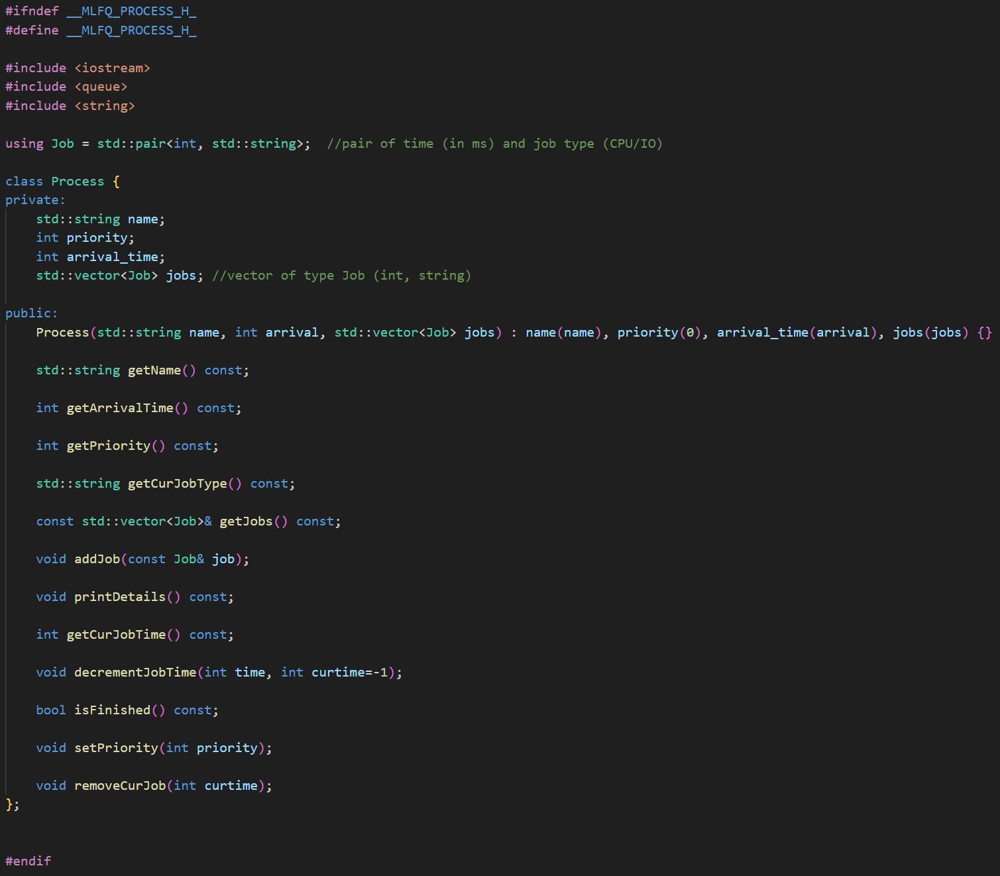 #ifndef __MLFQ_PROCESS_H_
#define __MLFQ_PROCESS_H_

#include <iostream>
#include <queue>
#include <string>

using Job = std::pair<int, std::string>;  //pair of time (in ms) and job type (CPU/IO)

class Process {
private:
    std::string name;
    int priority;
    int arrival_time;
    std::vector<Job> jobs; //vector of type Job (int, string)

public:
    Process(std::string name, int arrival, std::vector<Job> jobs) : name(name), priority(0), arrival_time(arrival), jobs(jobs) {}

    std::string getName() const;

    int getArrivalTime() const;

    int getPriority() const;

    std::string getCurJobType() const;

    const std::vector<Job>& getJobs() const;

    void addJob(const Job& job);

    void printDetails() const;

    int getCurJobTime() const;

    void decrementJobTime(int time, int curtime=-1);

    bool isFinished() const;

    void setPriority(int priority);

    void removeCurJob(int curtime);
};


#endif